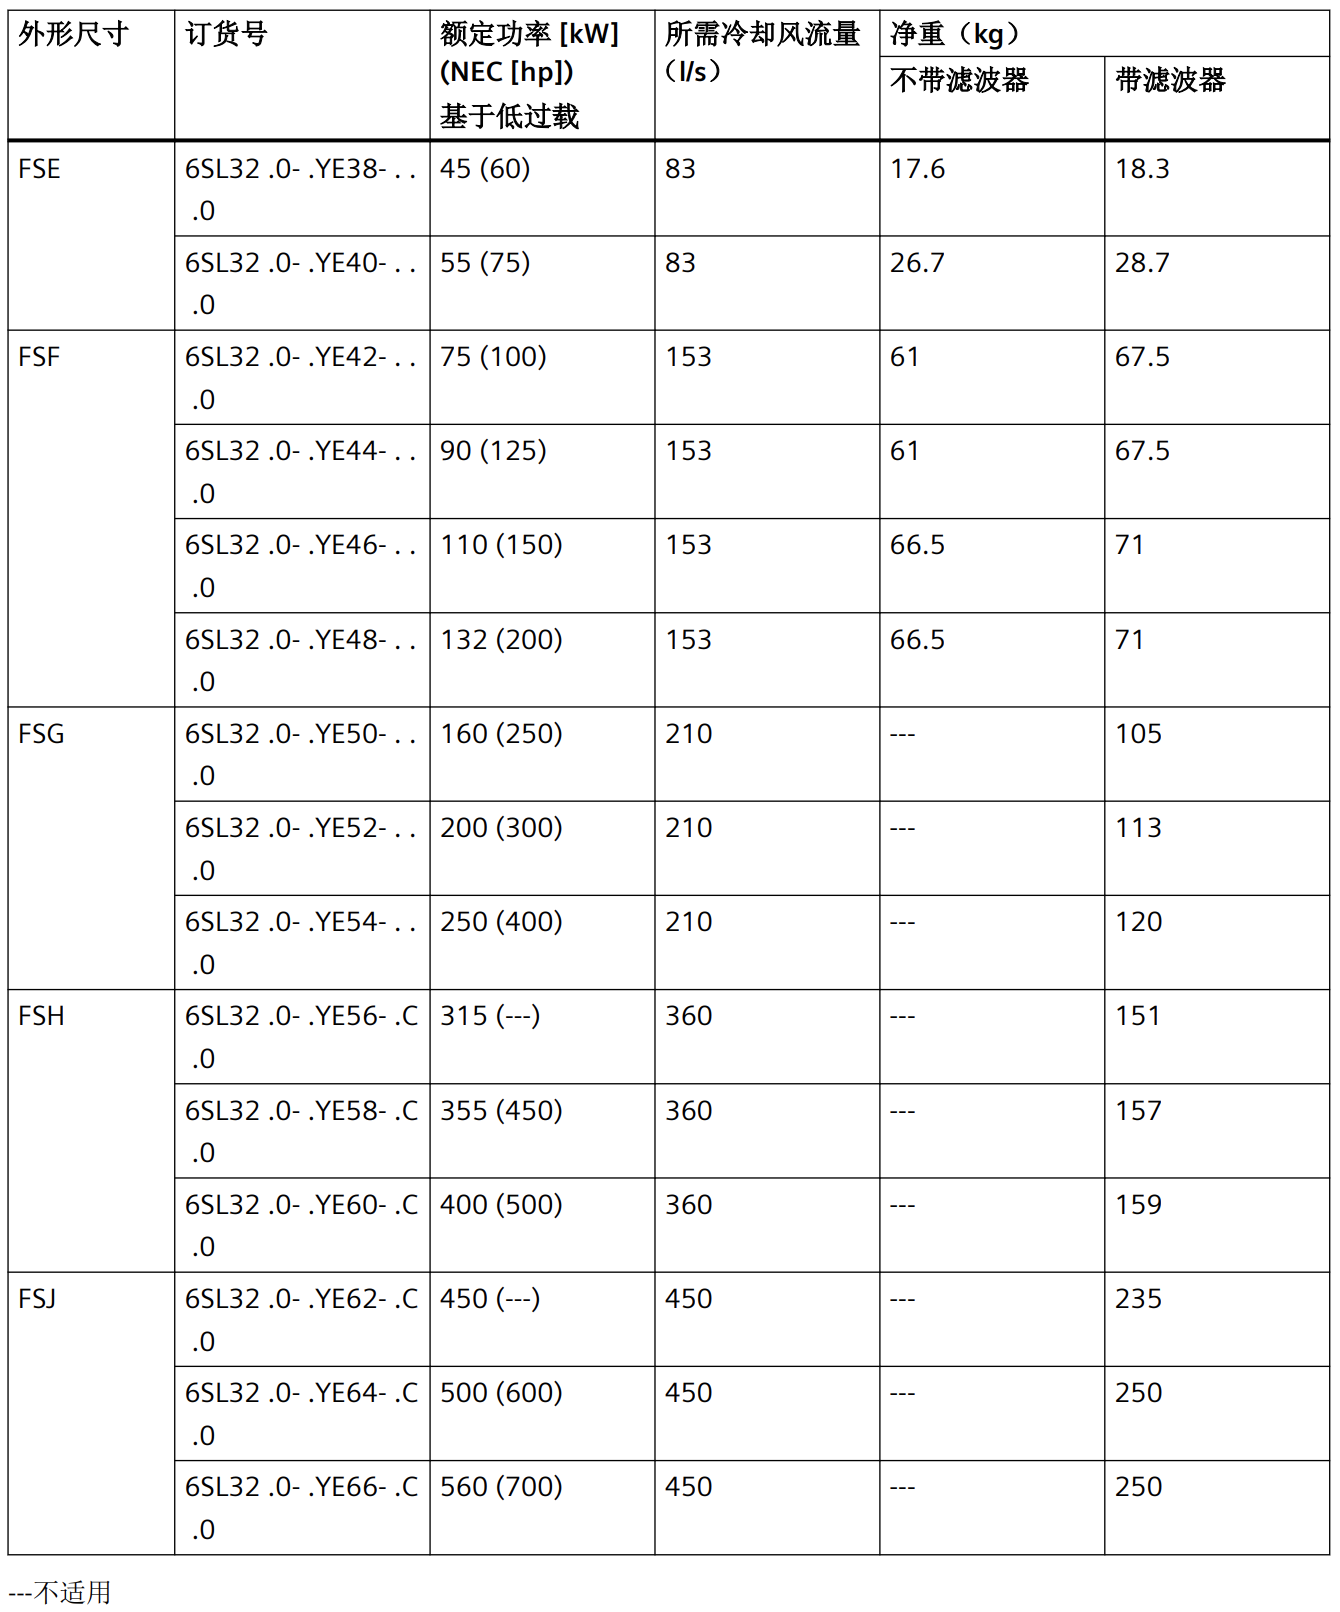 外形尺寸 订货号 额定功率 [kW] 所需冷却风流量 净重（kg）
(NEC [hp]) （l/s） 不带滤波器 带滤波器
基于低过载
FSE 6SL32 .0- .YE38- . . 45 (60) 83 17.6 18.3
.0
6SL32 .0- .YE40- . . 55 (75) 83 26.7 28.7
.0
FSF 6SL32 .0- .YE42- . . 75 (100) 153 61 67.5
.0
6SL32 .0- .YE44- . . 90 (125) 153 61 67.5
.0
6SL32 .0- .YE46- . . 110 (150) 153 66.5 71
.0
6SL32 .0- .YE48- . . 132 (200) 153 66.5 71
.0
FSG 6SL32 .0- .YE50- . . 160 (250) 210 --- 105
.0
6SL32 .0- .YE52- . . 200 (300) 210 --- 113
.0
6SL32 .0- .YE54- . . 250 (400) 210 --- 120
.0
FSH 6SL32 .0- .YE56- .C 315 (---) 360 --- 151
.0
6SL32 .0- .YE58- .C 355 (450) 360 --- 157
.0
6SL32 .0- .YE60- .C 400 (500) 360 --- 159
.0
FSJ 6SL32 .0- .YE62- .C 450 (---) 450 --- 235
.0
6SL32 .0- .YE64- .C 500 (600) 450 --- 250
.0
6SL32 .0- .YE66- .C 560 (700) 450 --- 250
.0
---不适用